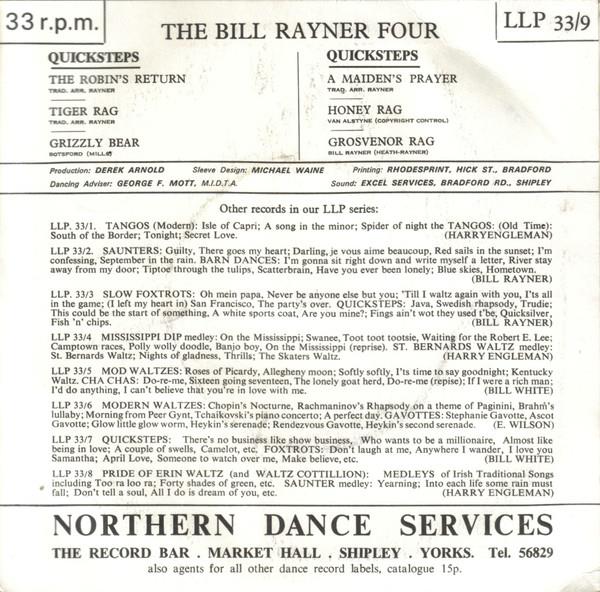 33 r.p.m.
THE BILL RAYNER FOUR
LLP 33/9
QUICKSTEPS
THE ROBIN'S RETURN
TRAD. ARR. RAYNER
TIGER RAG
TRAD. ARR. RAYNER
GRIZZLY BEAR
BOTSFORD (MILLS)
QUICKSTEPS
A MAIDEN'S PRAYER
TRAD. ARR. RAYNER
HONEY RAG
VAN ALSTYNE (COPYRIGHT CONTROL)
GROSVENOR RAG
BILL RAYNER (HEATH-RAYNER)
Production: DEREK ARNOLD Sleeve Design: MICHAEL WAINE Printing: RHODESPRINT, HICK ST., BRADFORD
Dancing Adviser: GEORGE F. MOTT, M.I.D.T.A. Sound: EXCEL SERVICES, BRADFORD RD., SHIPLEY
Other records in our LLP series:
LLP. 33/1. TANGOS (Modern): Isle of Capri; A song in the minor; Spider of night the TANGOS: (Old Time):
South of the Border; Tonight; Secret Love. (HARRYENGLEMAN)
LLP 33/2. SAUNTERS: Guilty, There goes my heart; Darling, je vous aime beaucoup, Red sails in the sunset; I'm
confessing, September in the rain. BARN DANCES: I'm gonna sit right down and write myself a letter, River stay
away from my door; Tiptoe through the tulips, Scatterbrain, Have you ever been lonely; Blue skies, Hometown.
(BILL RAYNER)
LLP. 33/3 SLOW FOXTROTS: Oh mein papa, Never be anyone else but you; 'Till I waltz again with you, I'ts all
in the game; (I left my heart in) San Francisco, The party's over. QUICKSTEPS: Java, Swedish rhapsody, Trudie;
This could be the start of something, A white sports coat, Are you mine?; Fings ain't wot they used t'be, Quicksilver,
Fish 'n' chips. (BILL RAYNER)
LLP 33/4 MISSISSIPPI DIP medley: On the Mississippi; Swanee, Toot toot tootsie, Waiting for the Robert E. Lee;
Camptown races, Polly wolly doodle, Banjo boy, On the Mississippi (reprise). ST. BERNARDS WALTZ medley:
St. Bernards Waltz; Nights of gladness, Thrills; The Skaters Waltz. (HARRY ENGLEMAN)
LLP 33/5 MOD WALTZES: Roses of Picardy, Allegheny moon; Softly softly, I'ts time to say goodnight; Kentucky
Waltz. CHA CHAS: Do-re-me, Sixteen going seventeen, The lonely goat herd, Do-re-me (repise); If I were a rich man;
I'd do anything, I can't believe that you're in love with me. (BILL WHITE)
LLP 33/6 MODERN WALTZES: Chopin's Nocturne, Rachmaninov's Rhapsody on a theme of Paginini, Brahm's
lullaby; Morning from Peer Gynt, Tchaikovski's piano concerto; A perfect day. GAVOTTES: Stephanie Gavotte, Ascot
Gavotte; Glow little glow worm, Heykin's serenade; Rendezvous Gavotte, Heykin's second serenade. (E. WILSON)
LLP 33/7 QUICKSTEPS: There's no business like show business, Who wants to be a millionaire, Almost like
being in love; A couple of swells, Camelot, etc. FOXTROTS: Don't laugh at me, Anywhere I wander, I love you
Samantha; April Love, Someone to watch over me, Make believe, etc. (BILL WHITE)
LLP 33/8 PRIDE OF ERIN WALTZ (and WALTZ COTTILLION): MEDLEYS of Irish Traditional Songs
including Too ra loo ra; Forty shades of green, etc. SAUNTER medley: Yearning; Into each life some rain must
fall; Don't tell a soul, All I do is dream of you, etc. (HARRY ENGLEMAN)
NORTHERN DANCE SERVICES
THE RECORD BAR . MARKET HALL . SHIPLEY . YORKS. Tel. 56829
also agents for all other dance record labels, catalogue 15p.